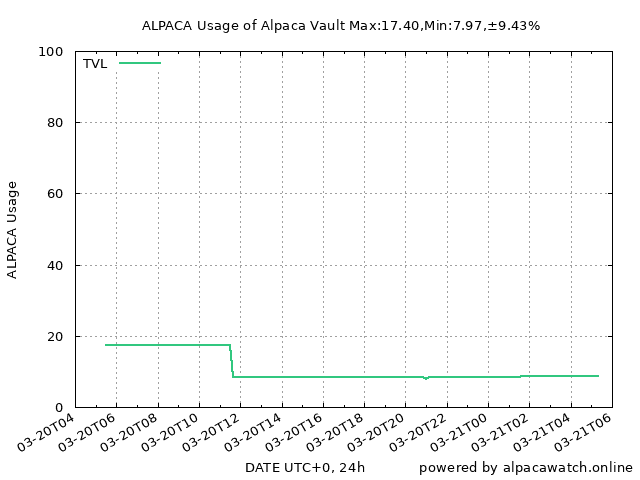 ALPACA Usage of Alpaca Vault Max:17.40,Min:7.97,±9.43%
TVL
100
80
60
40
20
0
ALPACA Usage
03-20T04
03-20T06
03-20T08
03-20T10
03-20T12
03-20T14
03-20T16
03-20T18
03-20T20
03-20T22
03-21T00
03-21T02
03-21T04
03-21T06
DATE UTC+0, 24h
powered by alpacawatch.online